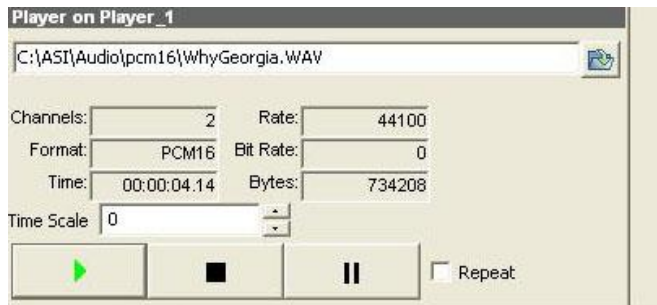 Player on Player_1
C:\ASI\Audio\pcm16\WhyGeorgia.WAV
Channels: 2 Rate: 44100
Format: PCM16 Bit Rate: 0
Time: 00:00:04.14 Bytes: 734208
Time Scale 0
Repeat